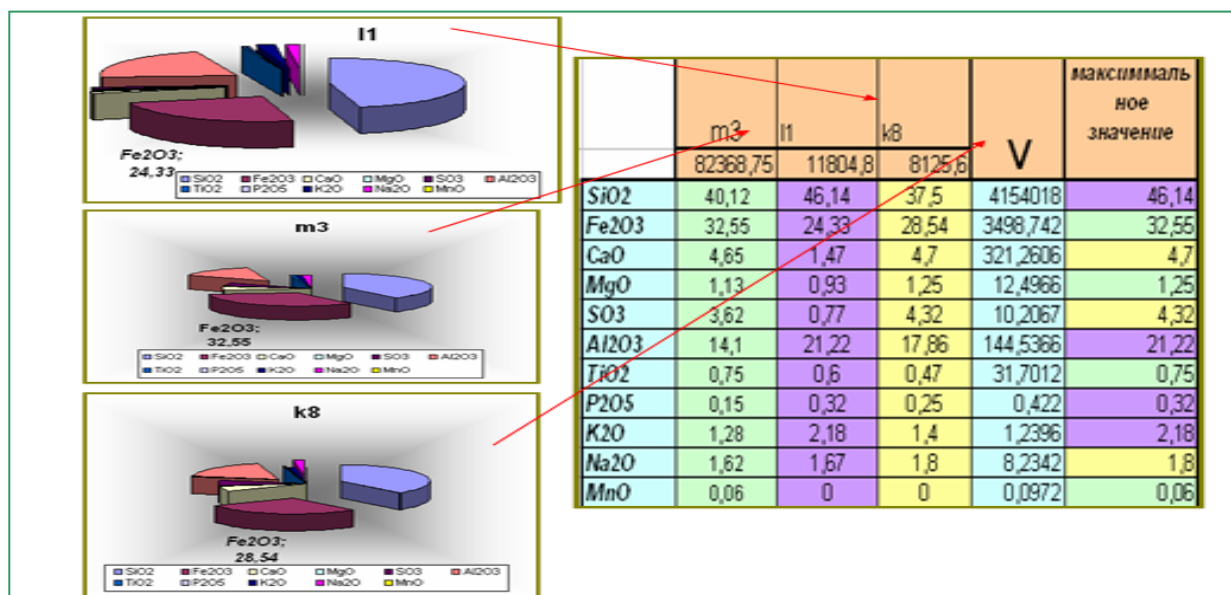 l1
Fe2O3;
24,33
SiO2 Fe2O3 CaO MgO SO3 Al2O3
TiO2 P2O5 K2O Na2O MnO
m3
Fe2O3;
32,55
SiO2 Fe2O3 CaO MgO SO3 Al2O3
TiO2 P2O5 K2O Na2O MnO
k8
Fe2O3;
28,54
SiO2 Fe2O3 CaO MgO SO3 Al2O3
TiO2 P2O5 K2O Na2O MnO
максиммаль
ное
значение
m3 l1 k8 V
82368,75 11804,8 8125,6
SiO2 40,12 46,14 37,5 4154018 46,14
Fe2O3 32,55 24,33 28,54 3498,742 32,55
CaO 4,65 1,47 4,7 321,2606 4,7
MgO 1,13 0,93 1,25 12,4966 1,25
SO3 3,62 0,77 4,32 10,2067 4,32
Al2O3 14,1 21,22 17,86 144,5366 21,22
TiO2 0,75 0,6 0,47 31,7012 0,75
P2O5 0,15 0,32 0,25 0,422 0,32
K2O 1,28 2,18 1,4 1,2396 2,18
Na2O 1,62 1,67 1,8 8,2342 1,8
MnO 0,06 0 0 0,0972 0,06